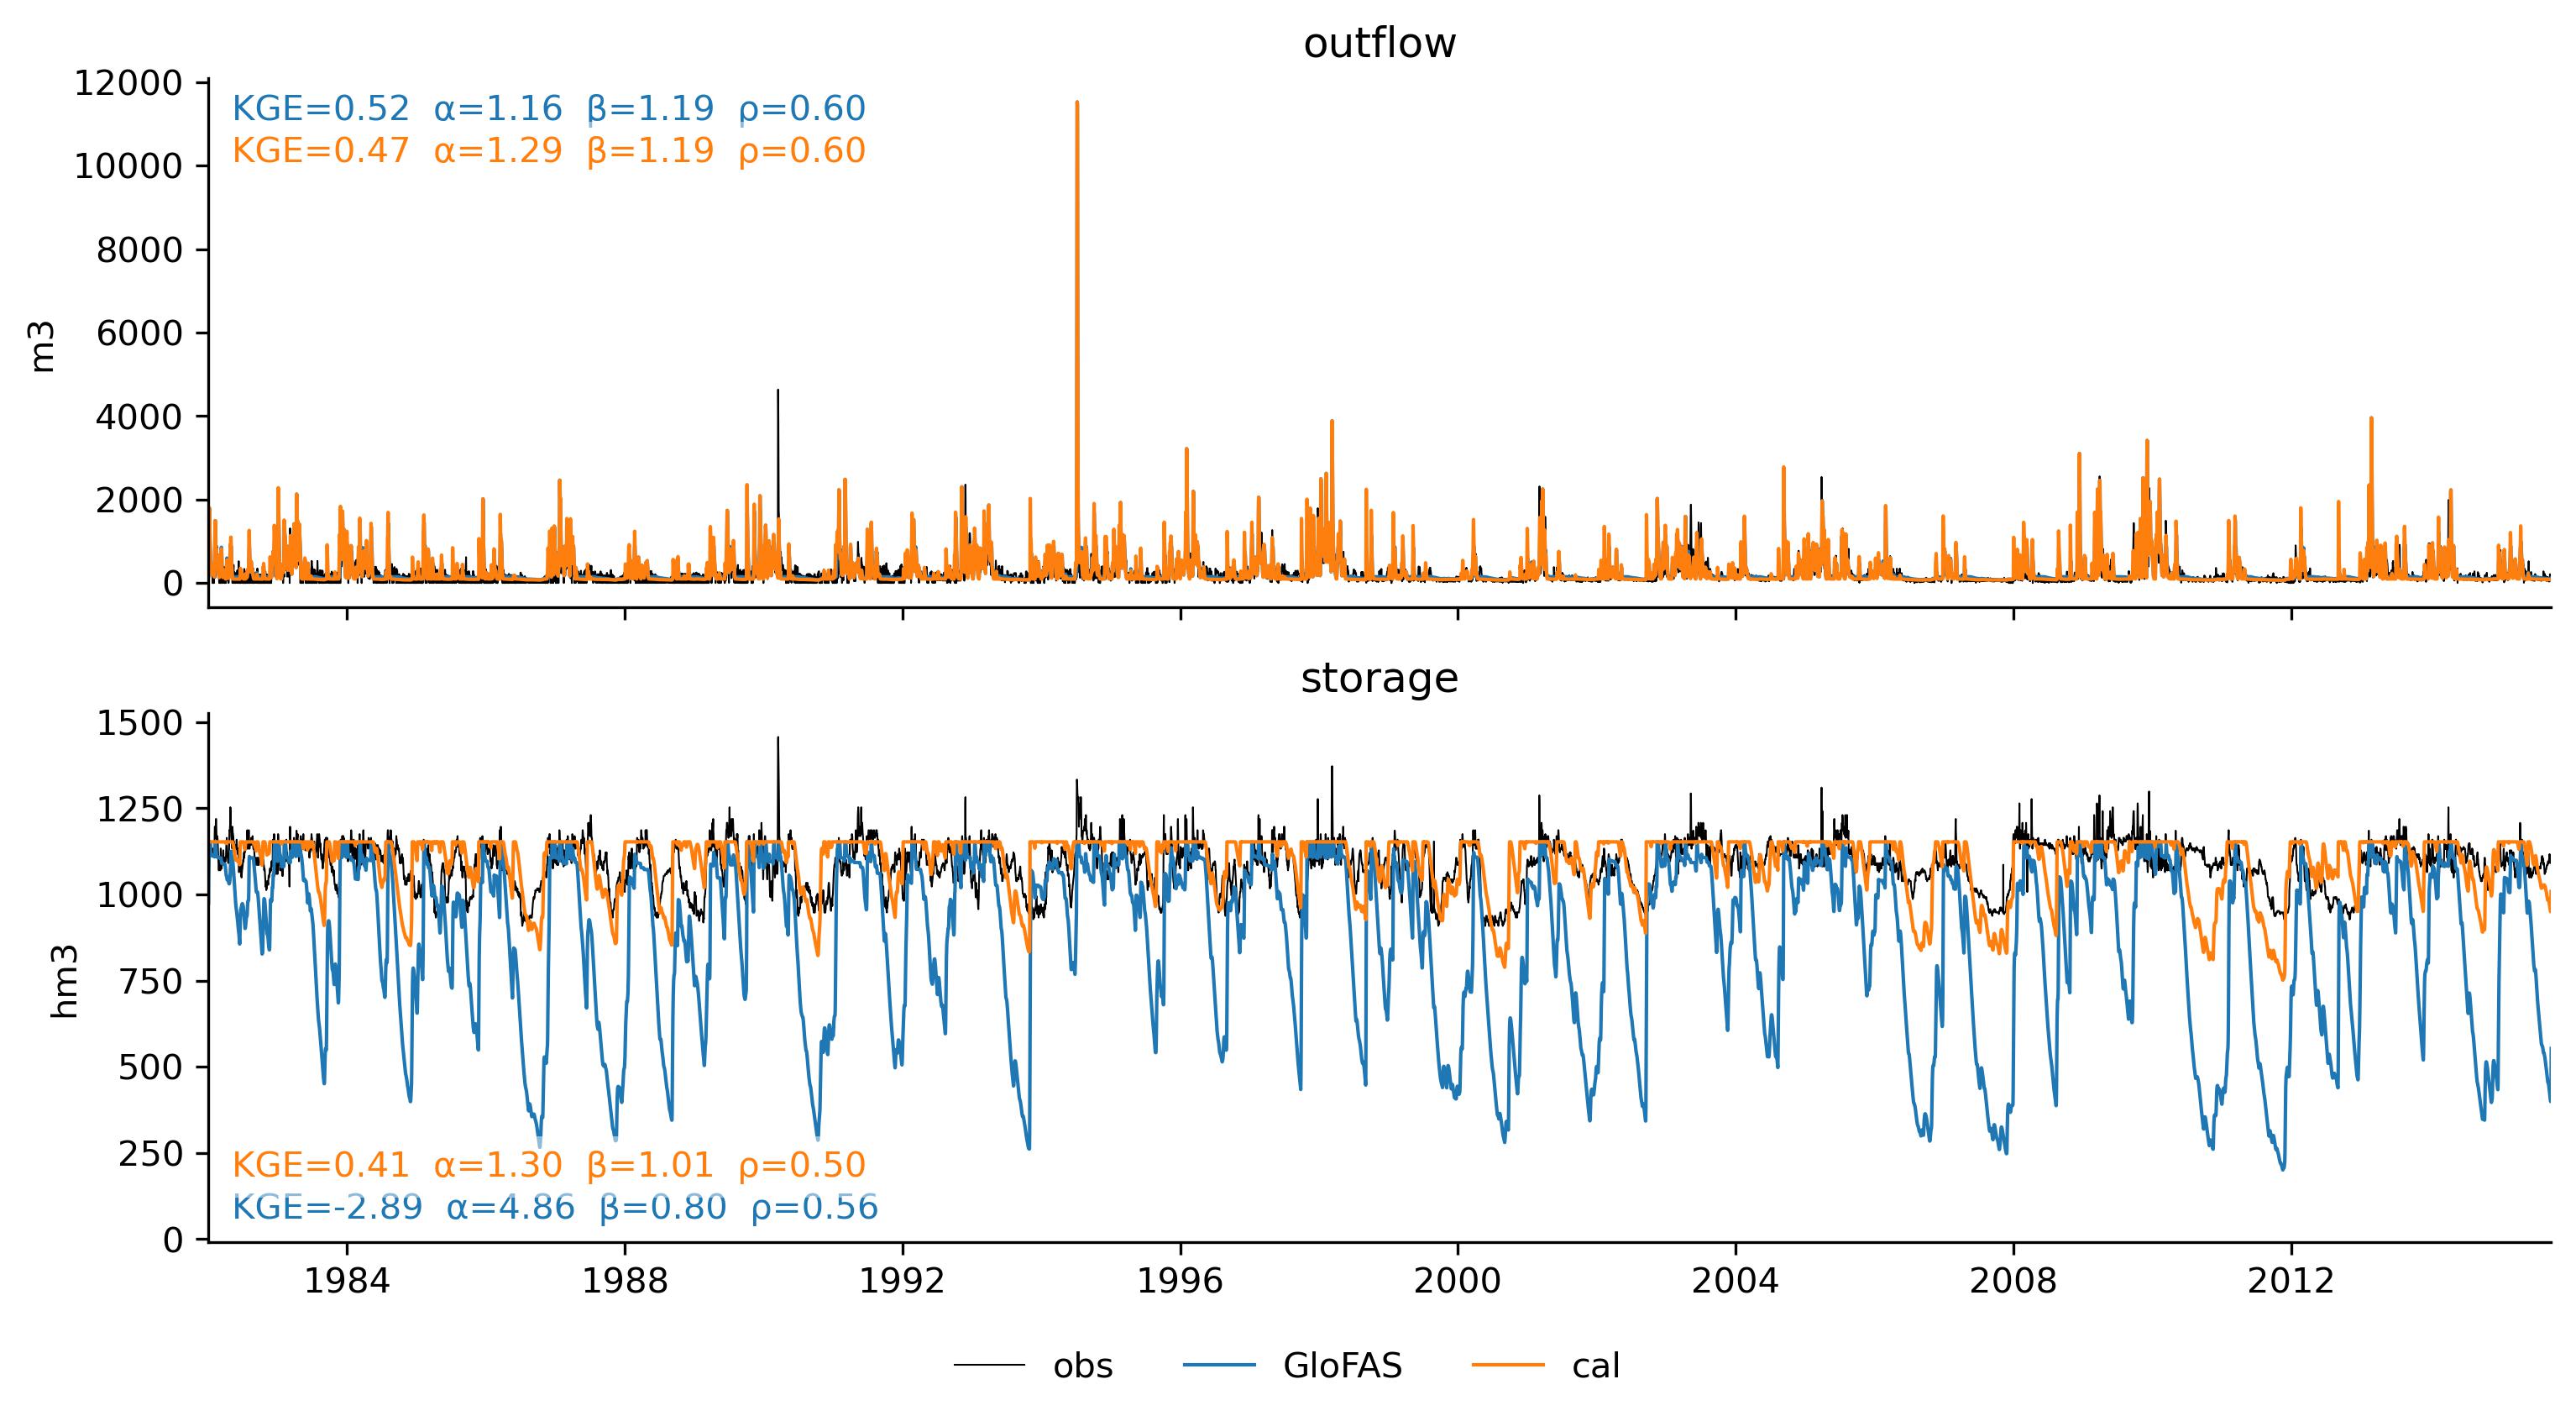 outflow
12000
10000
8000
6000
4000
2000
0
m3
KGE=0.52 α=1.16 β=1.19 ρ=0.60
KGE=0.47 α=1.29 β=1.19 ρ=0.60
storage
1500
1250
1000
750
500
250
0
hm3
KGE=0.41 α=1.30 β=1.01 ρ=0.50
KGE=-2.89 α=4.86 β=0.80 ρ=0.56
1984 1988 1992 1996 2000 2004 2008 2012
obs GloFAS cal